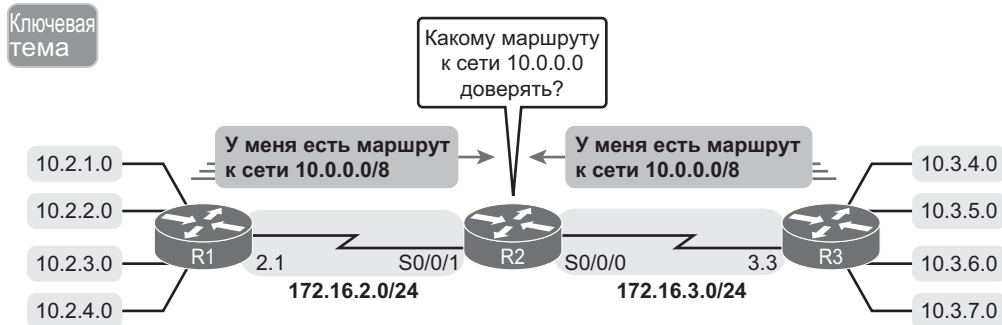 Ключевая
тема
Какому маршруту
к сети 10.0.0.0
доверять?
У меня есть маршрут
к сети 10.0.0.0/8
У меня есть маршрут
к сети 10.0.0.0/8
10.2.1.0
10.2.2.0
10.2.3.0
10.2.4.0
R1
2.1
S0/0/1
R2
S0/0/0
3.3
R3
172.16.2.0/24
172.16.3.0/24
10.3.4.0
10.3.5.0
10.3.6.0
10.3.7.0